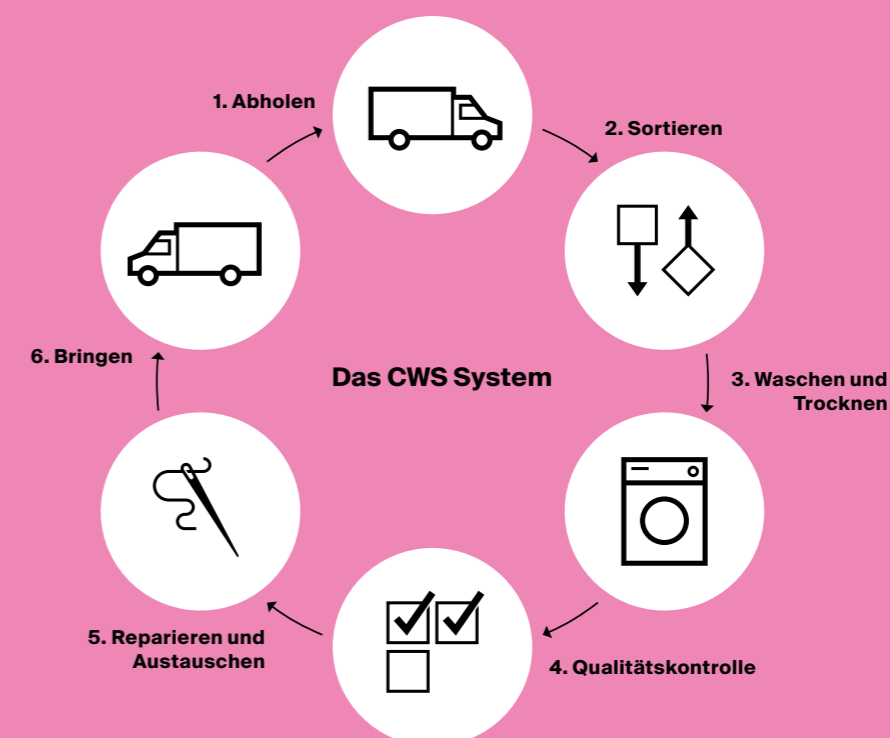 1. Abholen
2. Sortieren
Das CWS System
6. Bringen
3. Waschen und
Trocknen
5. Reparieren und
Austauschen
4. Qualitätskontrolle